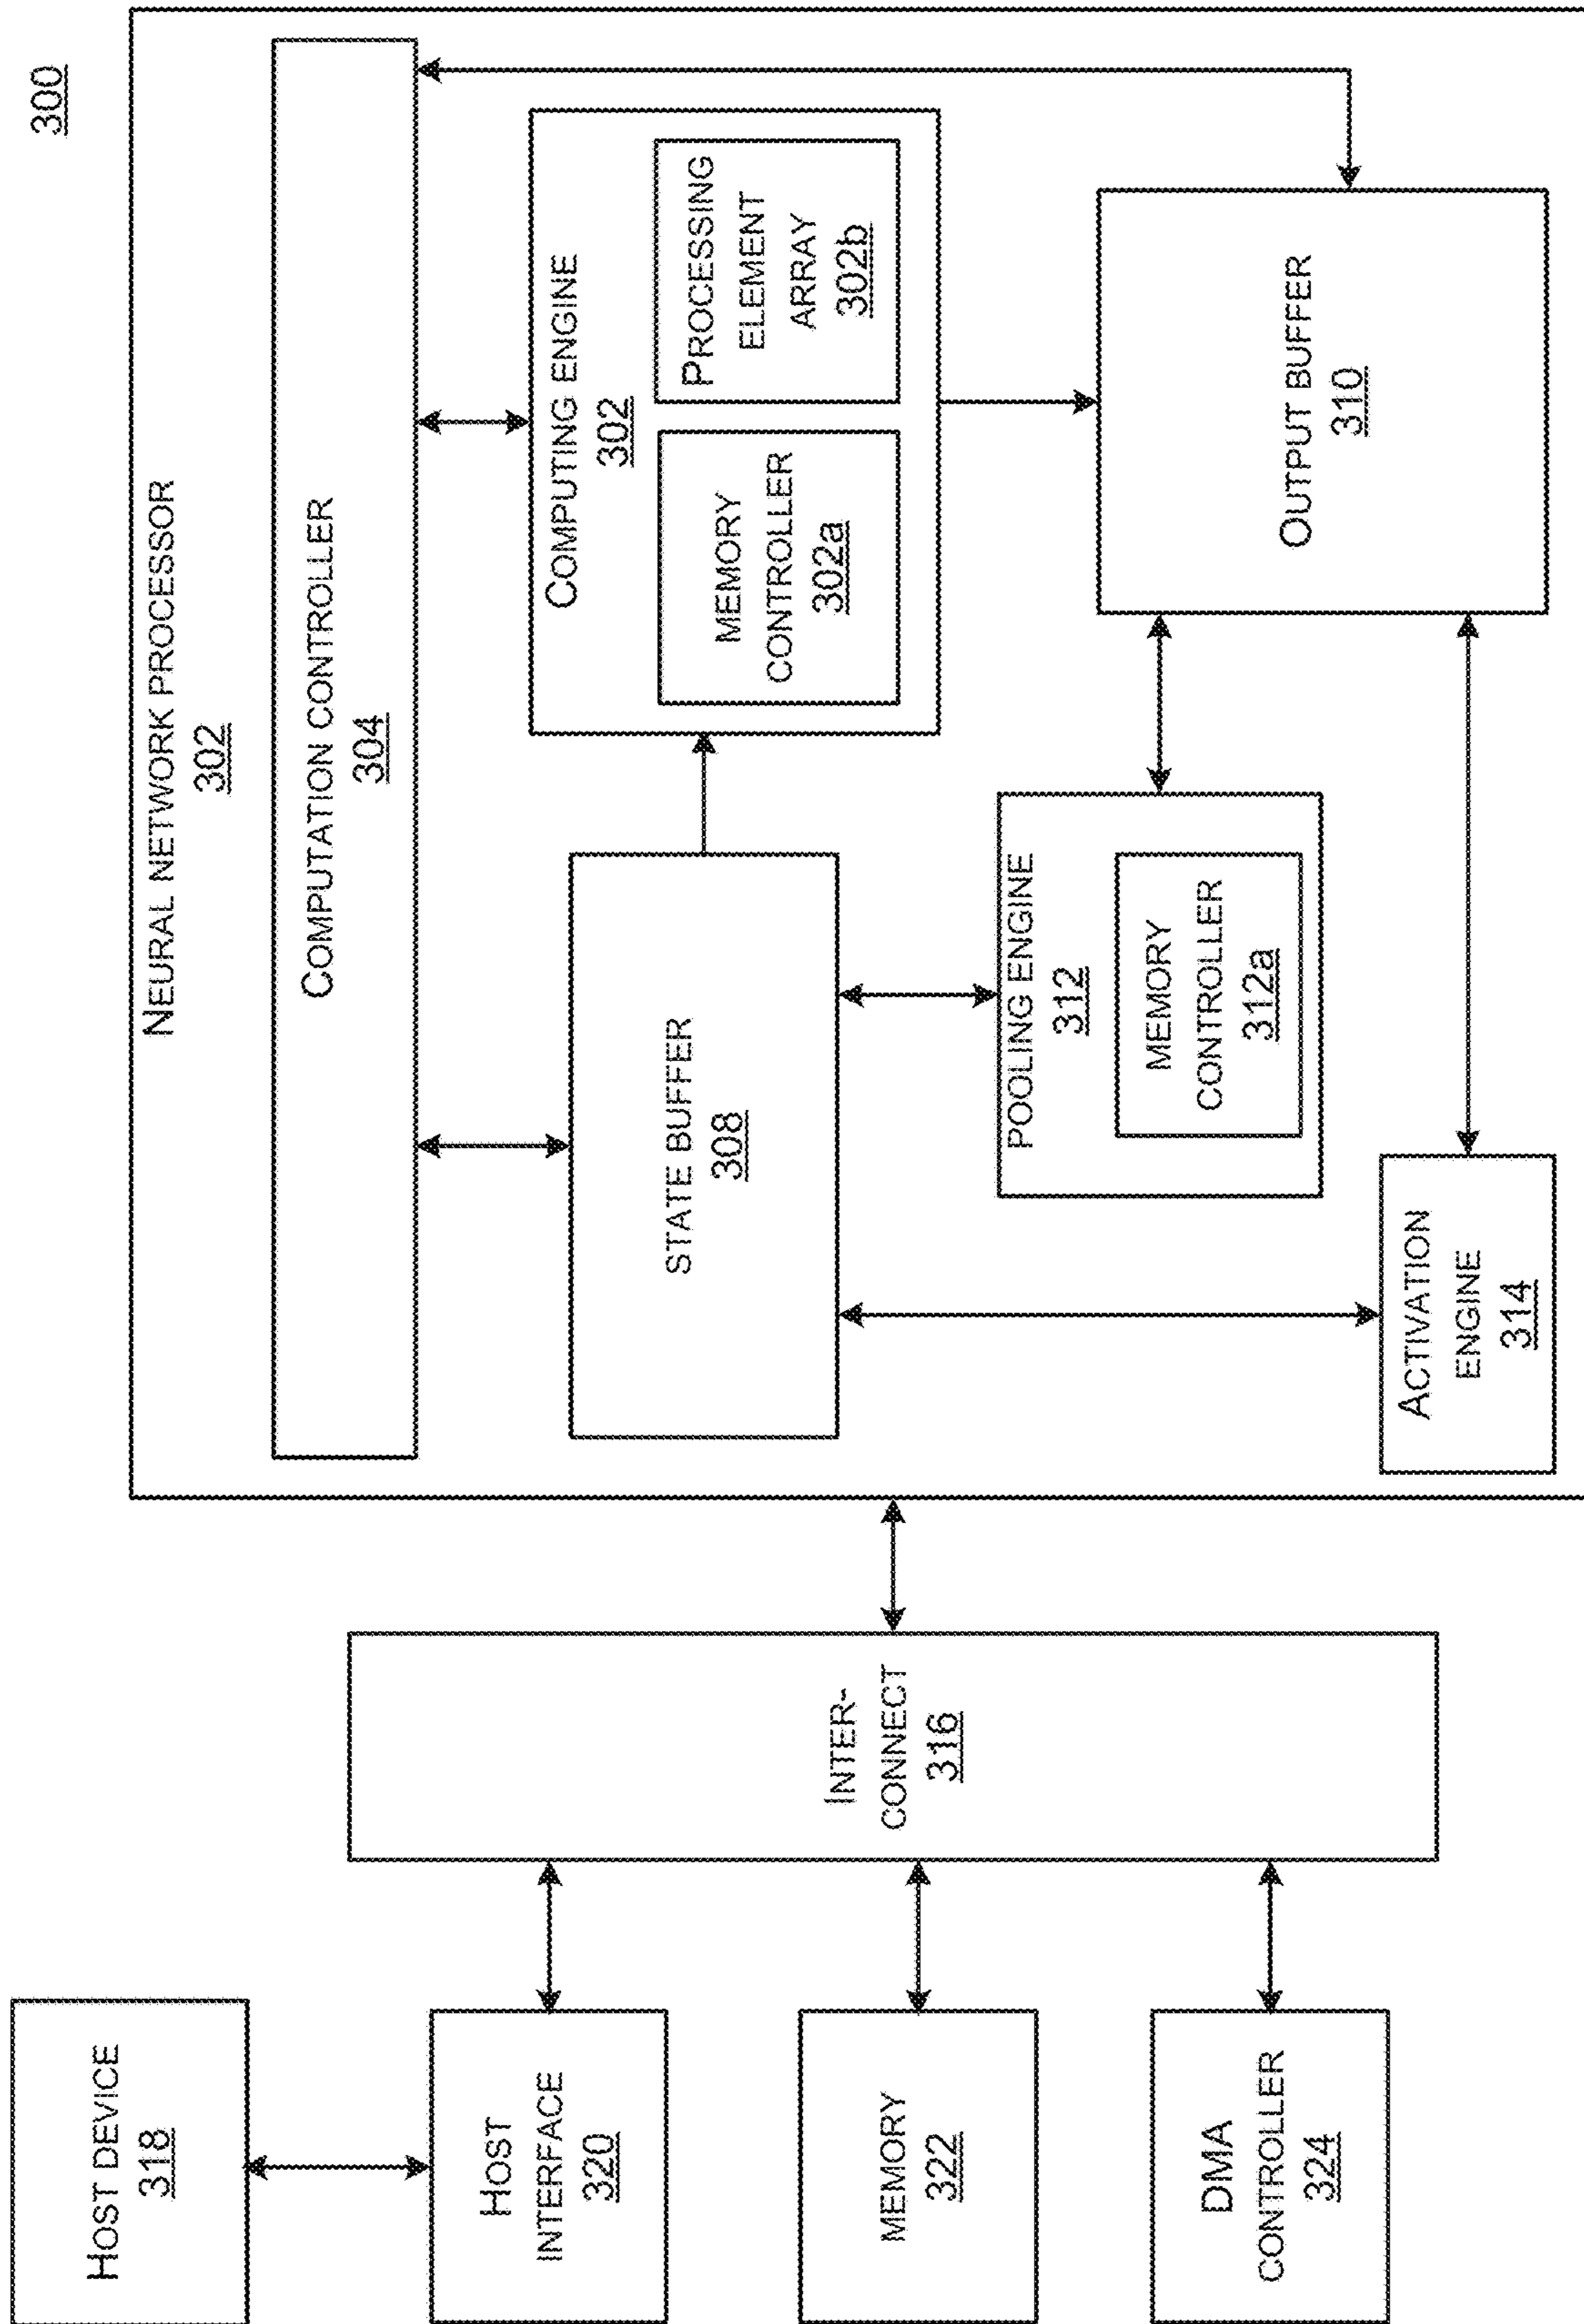 300
NEURAL NETWORK PROCESSOR
302
COMPUTATION CONTROLLER
304
HOST DEVICE
318
HOST
INTERFACE
320
MEMORY
322
DMA
CONTROLLER
324
INTER-
CONNECT
316
STATE BUFFER
308
COMPUTING ENGINE
302
MEMORY
CONTROLLER
302a
PROCESSING
ELEMENT
ARRAY
302b
POOLING ENGINE
312
MEMORY
CONTROLLER
312a
ACTIVATION
ENGINE
314
OUTPUT BUFFER
310